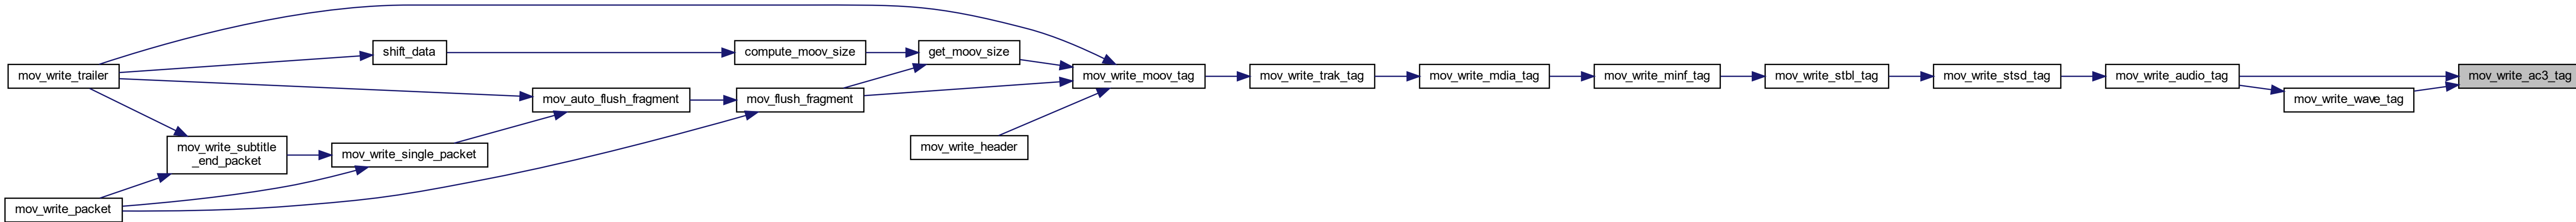 shift_data
compute_moov_size
get_moov_size
mov_write_trailer
mov_write_moov_tag
mov_write_trak_tag
mov_write_mdia_tag
mov_write_minf_tag
mov_write_stbl_tag
mov_write_stsd_tag
mov_write_audio_tag
mov_write_ac3_tag
mov_auto_flush_fragment
mov_flush_fragment
mov_write_wave_tag
mov_write_subtitle
_end_packet
mov_write_single_packet
mov_write_header
mov_write_packet